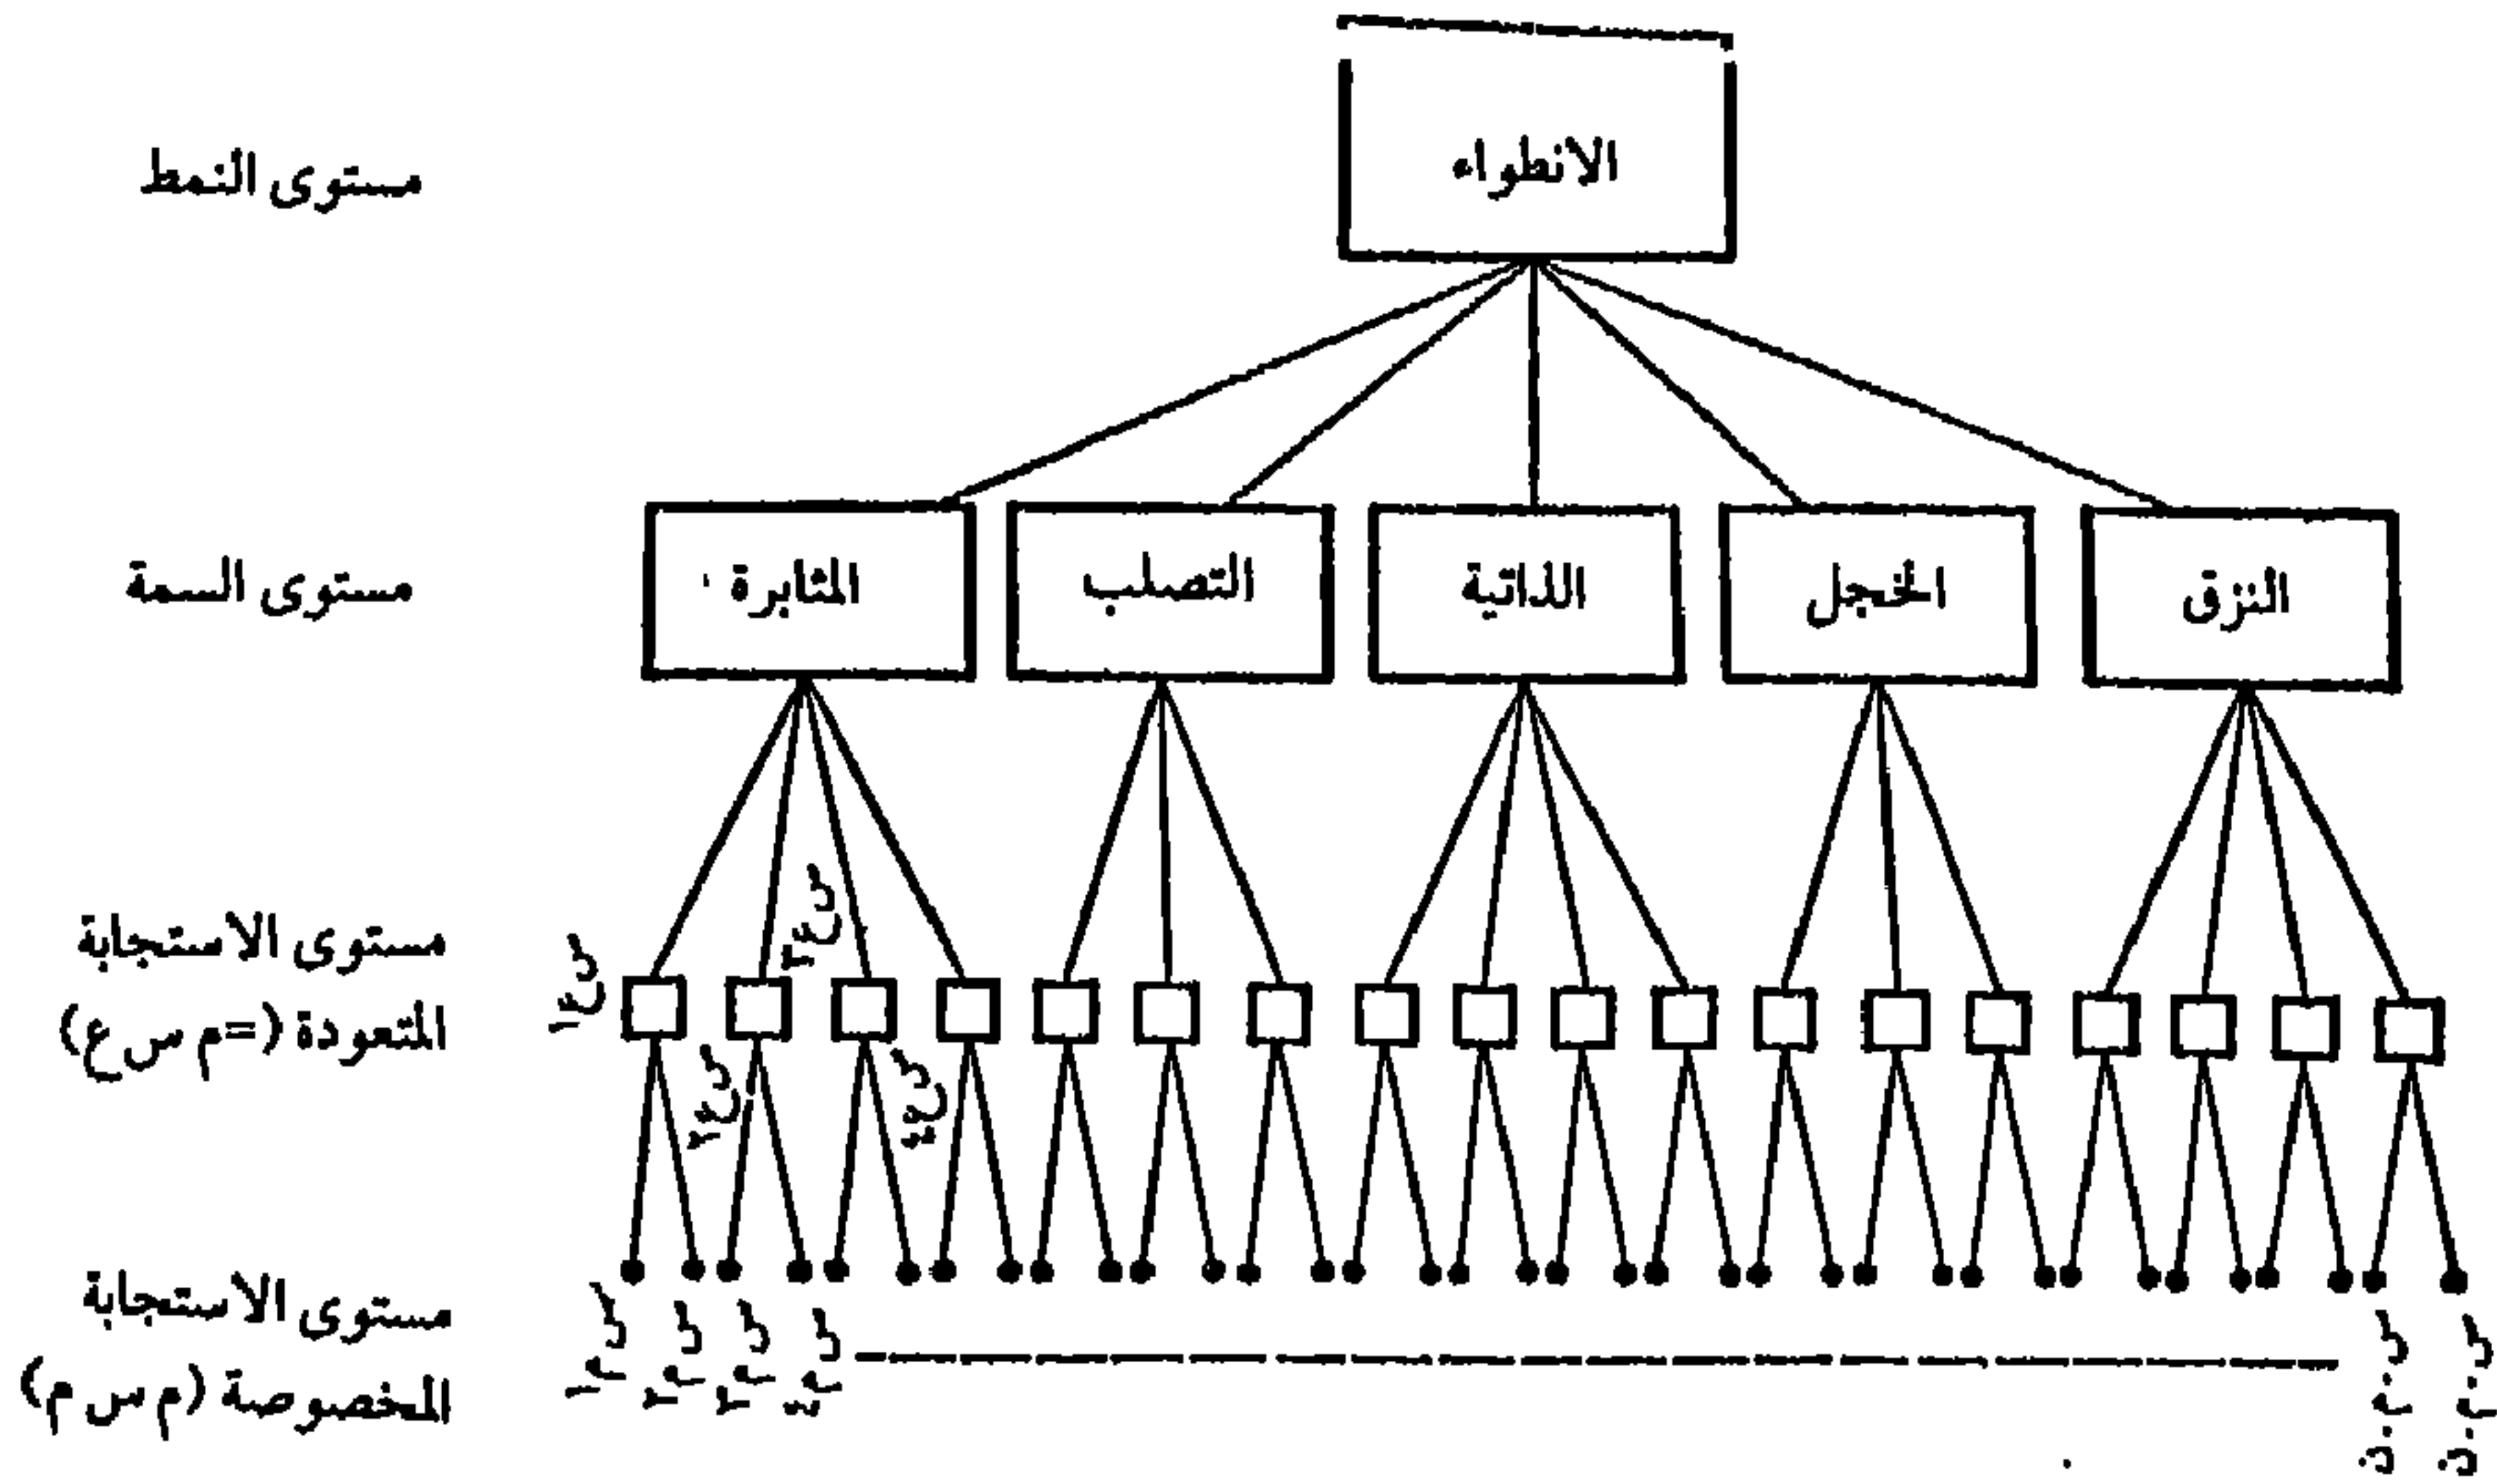 الانطواء
مستوى النمط
النزق
الخجل
الذاتية
التصلب
المثابرة
مستوى السمة
مستوى الاستجابة
المتعودة (=م س ع)
مستوى الاستجابة
المخصوصة (م س م)